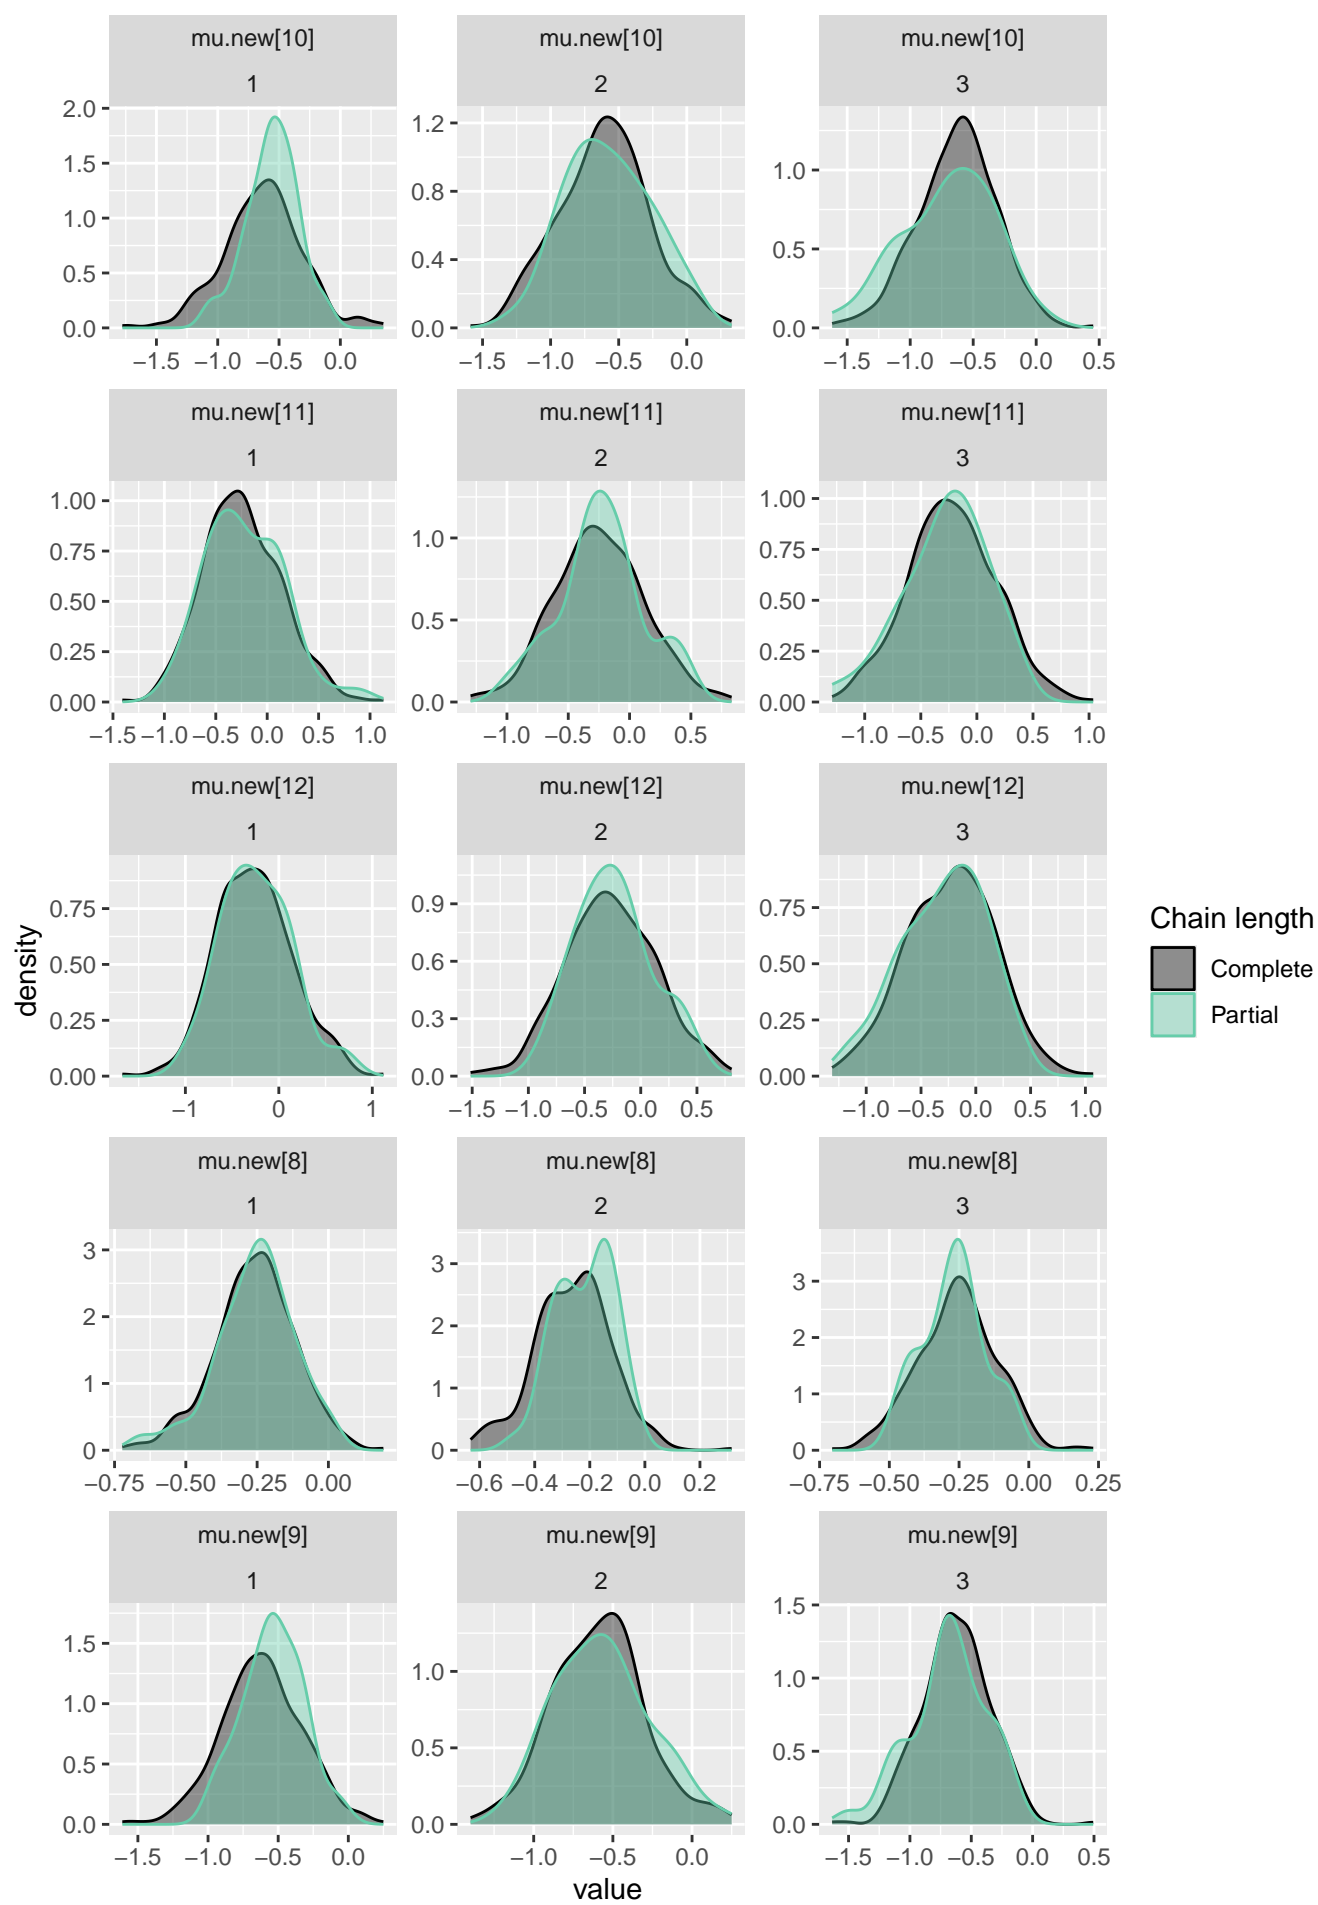 mu.new[10] mu.new[10] mu.new[10]
1 2 3
2.0
1.5
1.0
0.5
0.0
1.2
0.8
0.4
0.0
1.0
0.5
0.0
−1.5 −1.0 −0.5 0.0
−1.5 −1.0 −0.5 0.0
−1.5 −1.0 −0.5 0.0 0.5
mu.new[11] mu.new[11] mu.new[11]
1 2 3
1.00
0.75
0.50
0.25
0.00
1.0
0.5
0.0
1.00
0.75
0.50
0.25
0.00
−1.5 −1.0 −0.5 0.0 0.5 1.0
−1.0 −0.5 0.0 0.5
−1.0 −0.5 0.0 0.5 1.0
mu.new[12] mu.new[12] mu.new[12]
1 2 3
0.75
0.50
0.25
0.00
0.9
0.6
0.3
0.0
0.75
0.50
0.25
0.00
−1 0 1
−1.5 −1.0 −0.5 0.0 0.5
−1.0 −0.5 0.0 0.5 1.0
mu.new[8] mu.new[8] mu.new[8]
1 2 3
3
2
1
0
3
2
1
0
3
2
1
0
−0.75 −0.50 −0.25 0.00
−0.6 −0.4 −0.2 0.0 0.2
−0.75 −0.50 −0.25 0.00 0.25
mu.new[9] mu.new[9] mu.new[9]
1 2 3
1.5
1.0
0.5
0.0
1.0
0.5
0.0
1.5
1.0
0.5
0.0
−1.5 −1.0 −0.5 0.0
−1.0 −0.5 0.0
−1.5 −1.0 −0.5 0.0 0.5
value
density
Chain length
Complete
Partial